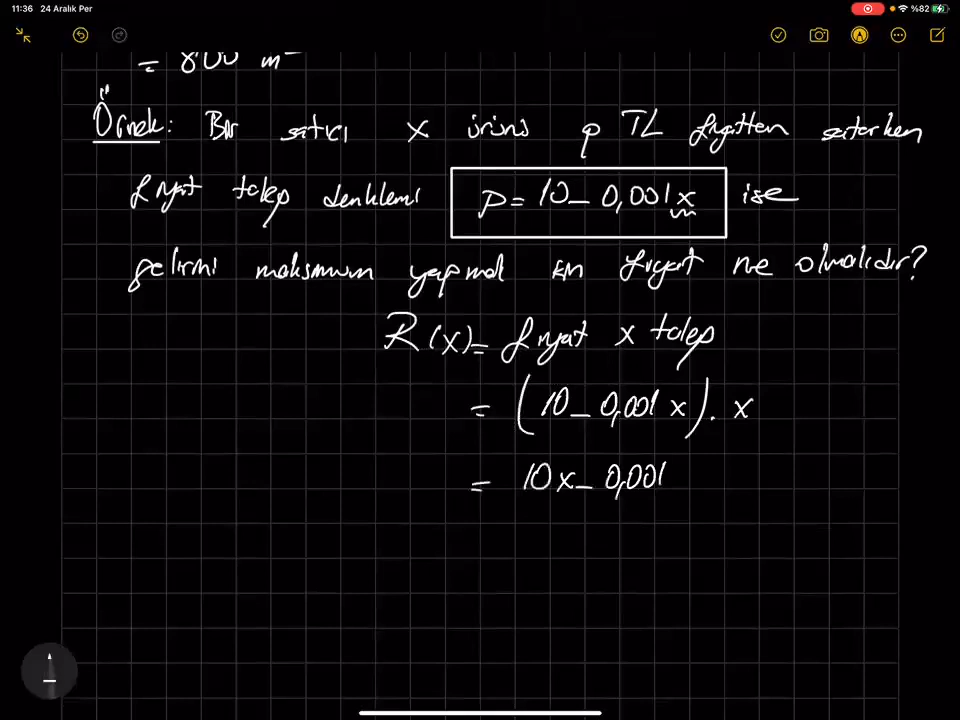 11:36 24 Aralık Per %82
= 800 m²
Örnek: Bir satıcı x ürünü p TL fiyattan satarken
fiyat talep denklemi p = 10 - 0,001x ise
gelirini maksimum yapmak için fiyat ne olmalıdır?
R(x) = fiyat x talep
= (10 - 0,001x) . x
= 10x - 0,001